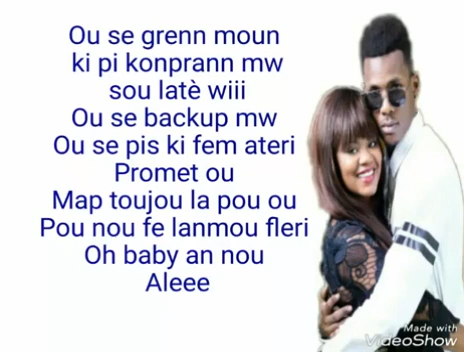 Ou se grenn moun
ki pi konprann mw
sou latè wiii
Ou se backup mw
Ou se pis ki fem ateri
Promet ou
Map toujou la pou ou
Pou nou fe lanmou fleri
Oh baby an nou
Aleee
Made with
VideoShow